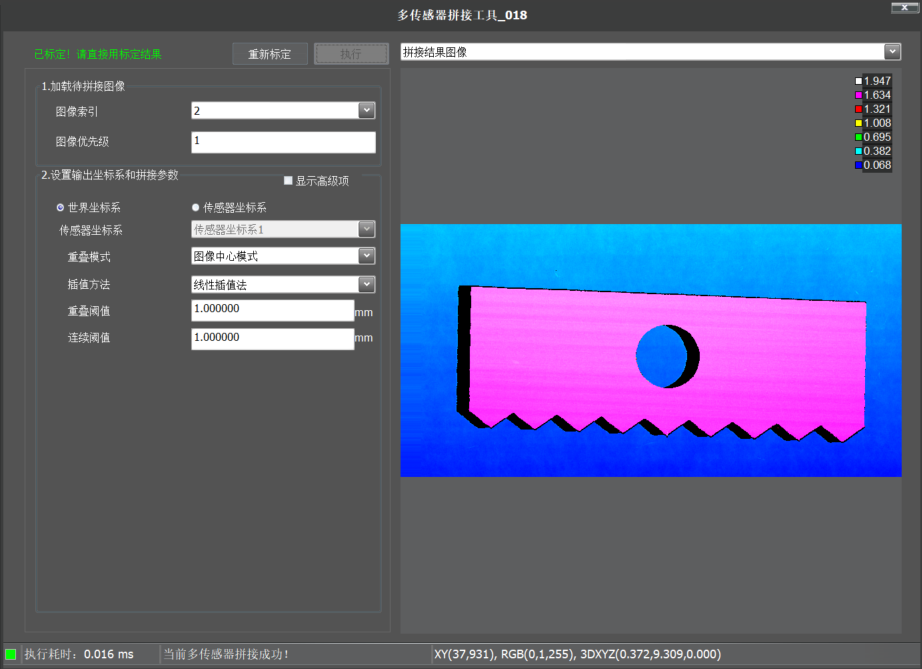 多传感器拼接工具_018
已标定！请直接用标定结果
重新标定
执行
拼接结果图像
1.加载待拼接图像
图像索引
2
图像优先级
1
2.设置输出坐标系和拼接参数
显示高级项
世界坐标系
传感器坐标系
传感器坐标系
传感器坐标系1
重叠模式
图像中心模式
插值方法
线性插值法
重叠阈值
1.000000
mm
连续阈值
1.000000
mm
1.947
1.634
1.321
1.008
0.695
0.382
0.068
执行耗时：0.016 ms
当前多传感器拼接成功！
XY(37,931), RGB(0,1,255), 3DXYZ(0.372,9.309,0.000)